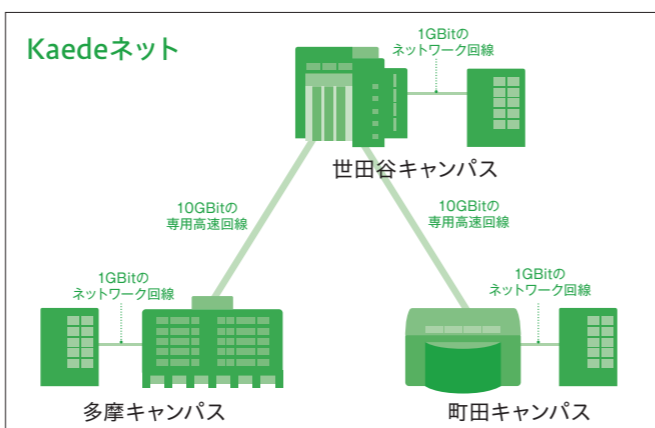 Kaedeネット
1GBitの
ネットワーク回線
世田谷キャンパス
10GBitの
専用高速回線
10GBitの
専用高速回線
1GBitの
ネットワーク回線
1GBitの
ネットワーク回線
多摩キャンパス
町田キャンパス